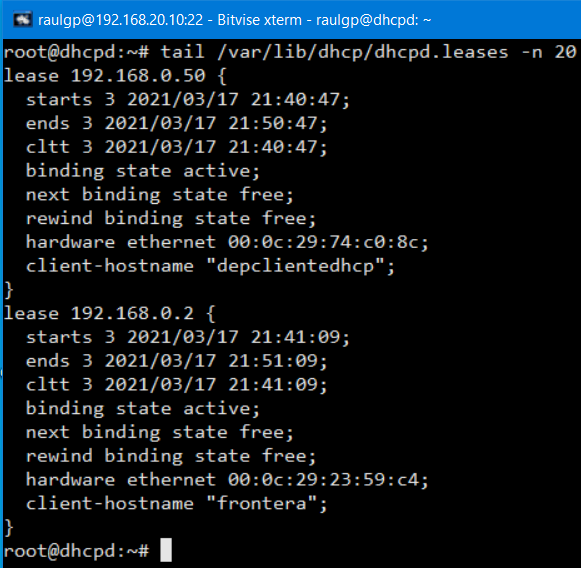 raulgp@192.168.20.10:22 - Bitvise xterm - raulgp@dhcpd: ~
root@dhcpd:~# tail /var/lib/dhcp/dhcpd.leases -n 20
lease 192.168.0.50 {
  starts 3 2021/03/17 21:40:47;
  ends 3 2021/03/17 21:50:47;
  cltt 3 2021/03/17 21:40:47;
  binding state active;
  next binding state free;
  rewind binding state free;
  hardware ethernet 00:0c:29:74:c0:8c;
  client-hostname "depclientedhcp";
}
lease 192.168.0.2 {
  starts 3 2021/03/17 21:41:09;
  ends 3 2021/03/17 21:51:09;
  cltt 3 2021/03/17 21:41:09;
  binding state active;
  next binding state free;
  rewind binding state free;
  hardware ethernet 00:0c:29:23:59:c4;
  client-hostname "frontera";
}
root@dhcpd:~#